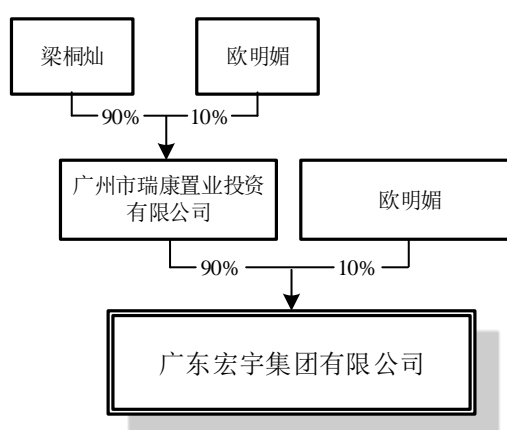 梁桐灿
欧明媚
90%
10%
广州市瑞康置业投资
有限公司
欧明媚
90%
10%
广东宏宇集团有限公司